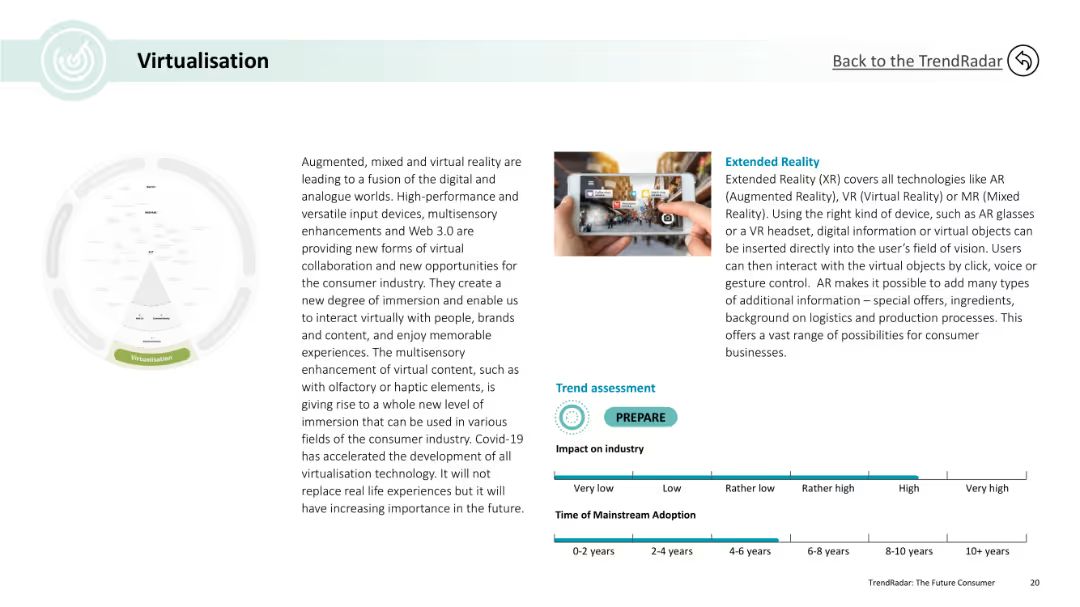 Virtualisation
Back to the TrendRadar
Augmented, mixed and virtual reality are
leading to a fusion of the digital and
analogue worlds. High-performance and
versatile input devices, multisensory
enhancements and Web 3.0 are
providing new forms of virtual
collaboration and new opportunities for
the consumer industry. They create a
new degree of immersion and enable us
to interact virtually with people, brands
and content, and enjoy memorable
experiences. The multisensory
enhancement of virtual content, such as
with olfactory or haptic elements, is
giving rise to a whole new level of
immersion that can be used in various
fields of the consumer industry. Covid-19
has accelerated the development of all
virtualisation technology. It will not
replace real life experiences but it will
have increasing importance in the future.
Virtualisation
Extended Reality
Extended Reality (XR) covers all technologies like AR
(Augmented Reality), VR (Virtual Reality) or MR (Mixed
Reality). Using the right kind of device, such as AR glasses
or a VR headset, digital information or virtual objects can
be inserted directly into the user's field of vision. Users
can then interact with the virtual objects by click, voice or
gesture control.  AR makes it possible to add many types
of additional information – special offers, ingredients,
background on logistics and production processes. This
offers a vast range of possibilities for consumer
businesses.
Trend assessment
PREPARE
Impact on industry
Very low Low Rather low Rather high High Very high
Time of Mainstream Adoption
0-2 years 2-4 years 4-6 years 6-8 years 8-10 years 10+ years
TrendRadar: The Future Consumer 20